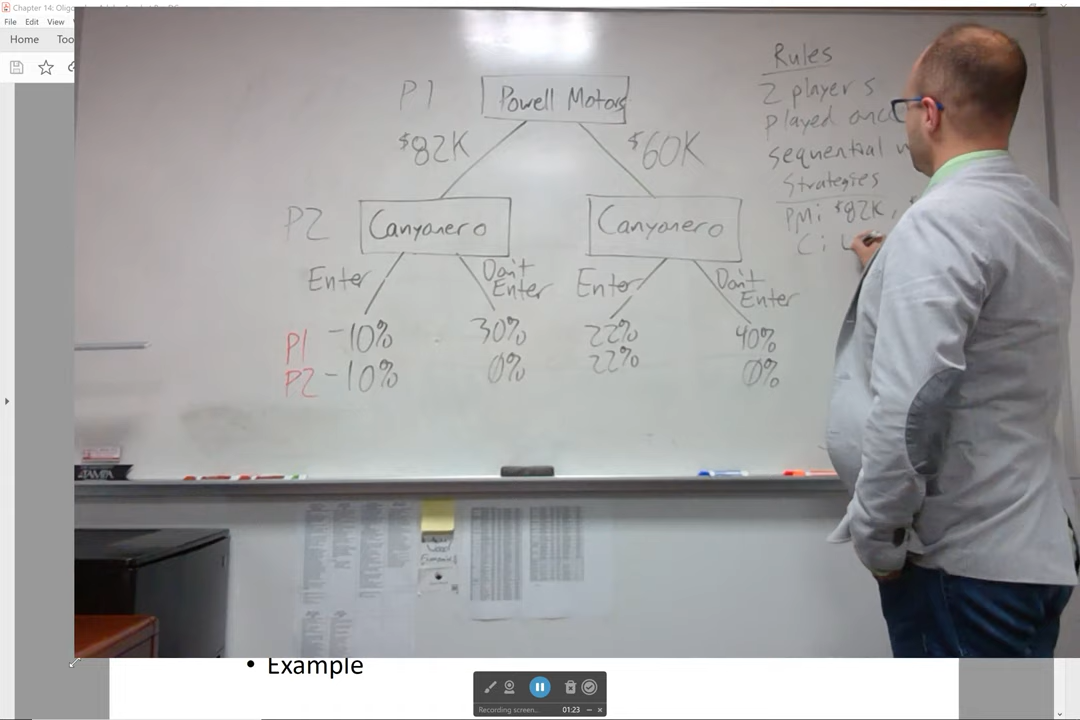 Chapter 14: Oligo
File Edit View
Home Too
P1 Powell Motors
$82K $60K
P2 Canyonero Canyonero
Enter Don't Enter Enter Don't Enter
P1 -10% 30% 22% 40%
P2 -10% 0% 22% 0%
Rules
2 players
Played onc
sequential
Strategies
PM: $82K,
C:
TAMPA
• Example
Recording screen... 01:23